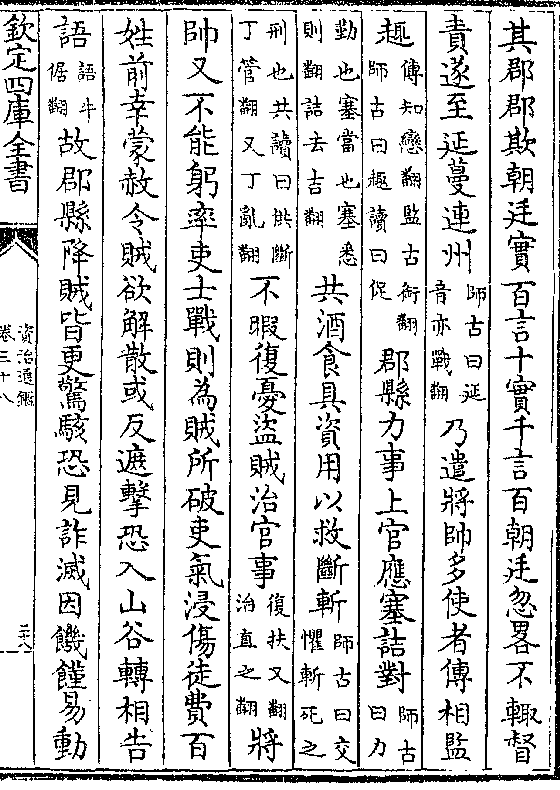 其郡郡欺朝廷實百言十實千言百朝廷忽畧不輒督
責遂至延蔓連州師古曰延音亦戰翻乃遣將帥多使者傳相監
趣傳知戀翻監古銜翻師古曰趣讀曰促郡縣力事上官應塞詰對師古曰力
勤也塞當也塞悉則翻詰去吉翻共酒食具資用以救斷斬師古曰交懼斬死之
刑也共讀曰供斷丁管翻又丁亂翻不暇復憂盜賊治官事復扶又翻治直之翻將
帥又不能躬率吏士戰則為賊所破吏氣浸傷徒費百
姓前幸蒙赦令賊欲解散或反遮擊恐入山谷轉相告
語語牛倨翻故郡縣降賊皆更驚駭恐見詐滅因饑饉易動
欽定四庫全書
資治通鑑
卷三十八
二十八